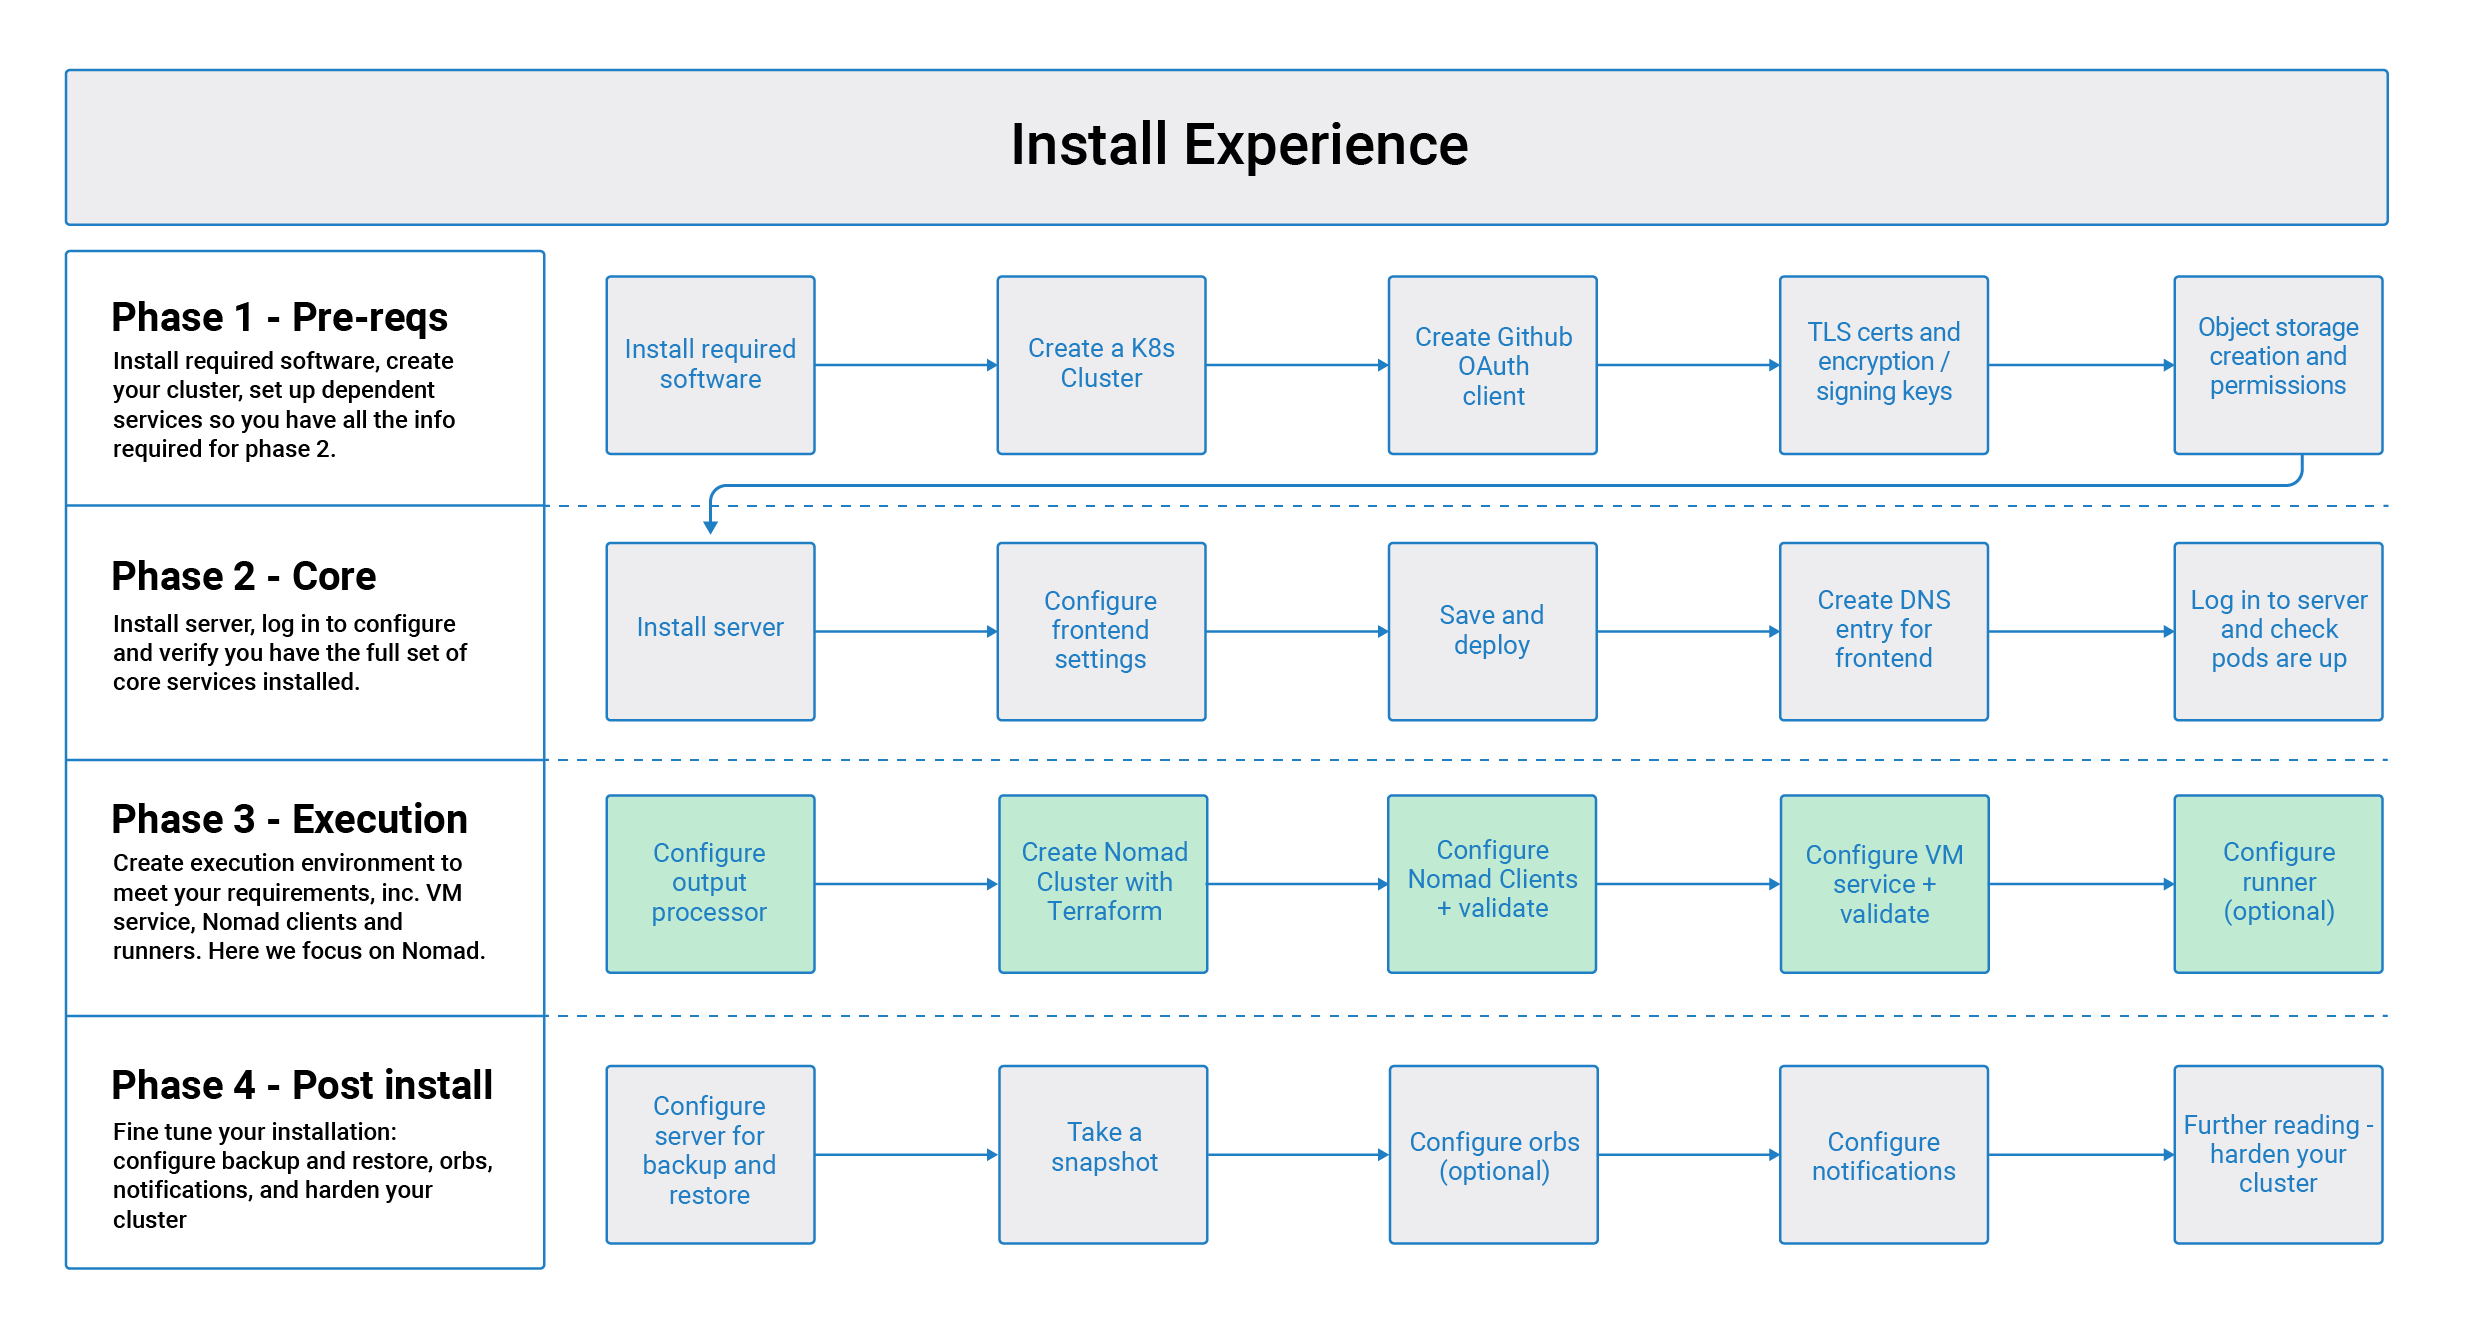 Install Experience
Phase 1 - Pre-reqs
Install required software, create
your cluster, set up dependent
services so you have all the info
required for phase 2.
Install required
software
Create a K8s
Cluster
Create Github
OAuth
client
TLS certs and
encryption /
signing keys
Object storage
creation and
permissions
Phase 2 - Core
Install server, log in to configure
and verify you have the full set of
core services installed.
Install server
Configure
frontend
settings
Save and
deploy
Create DNS
entry for
frontend
Log in to server
and check
pods are up
Phase 3 - Execution
Create execution environment to
meet your requirements, inc. VM
service, Nomad clients and
runners. Here we focus on Nomad.
Configure
output
processor
Create Nomad
Cluster with
Terraform
Configure
Nomad Clients
+ validate
Configure VM
service +
validate
Configure
runner
(optional)
Phase 4 - Post install
Fine tune your installation:
configure backup and restore, orbs,
notifications, and harden your
cluster
Configure
server for
backup and
restore
Take a
snapshot
Configure orbs
(optional)
Configure
notifications
Further reading -
harden your
cluster